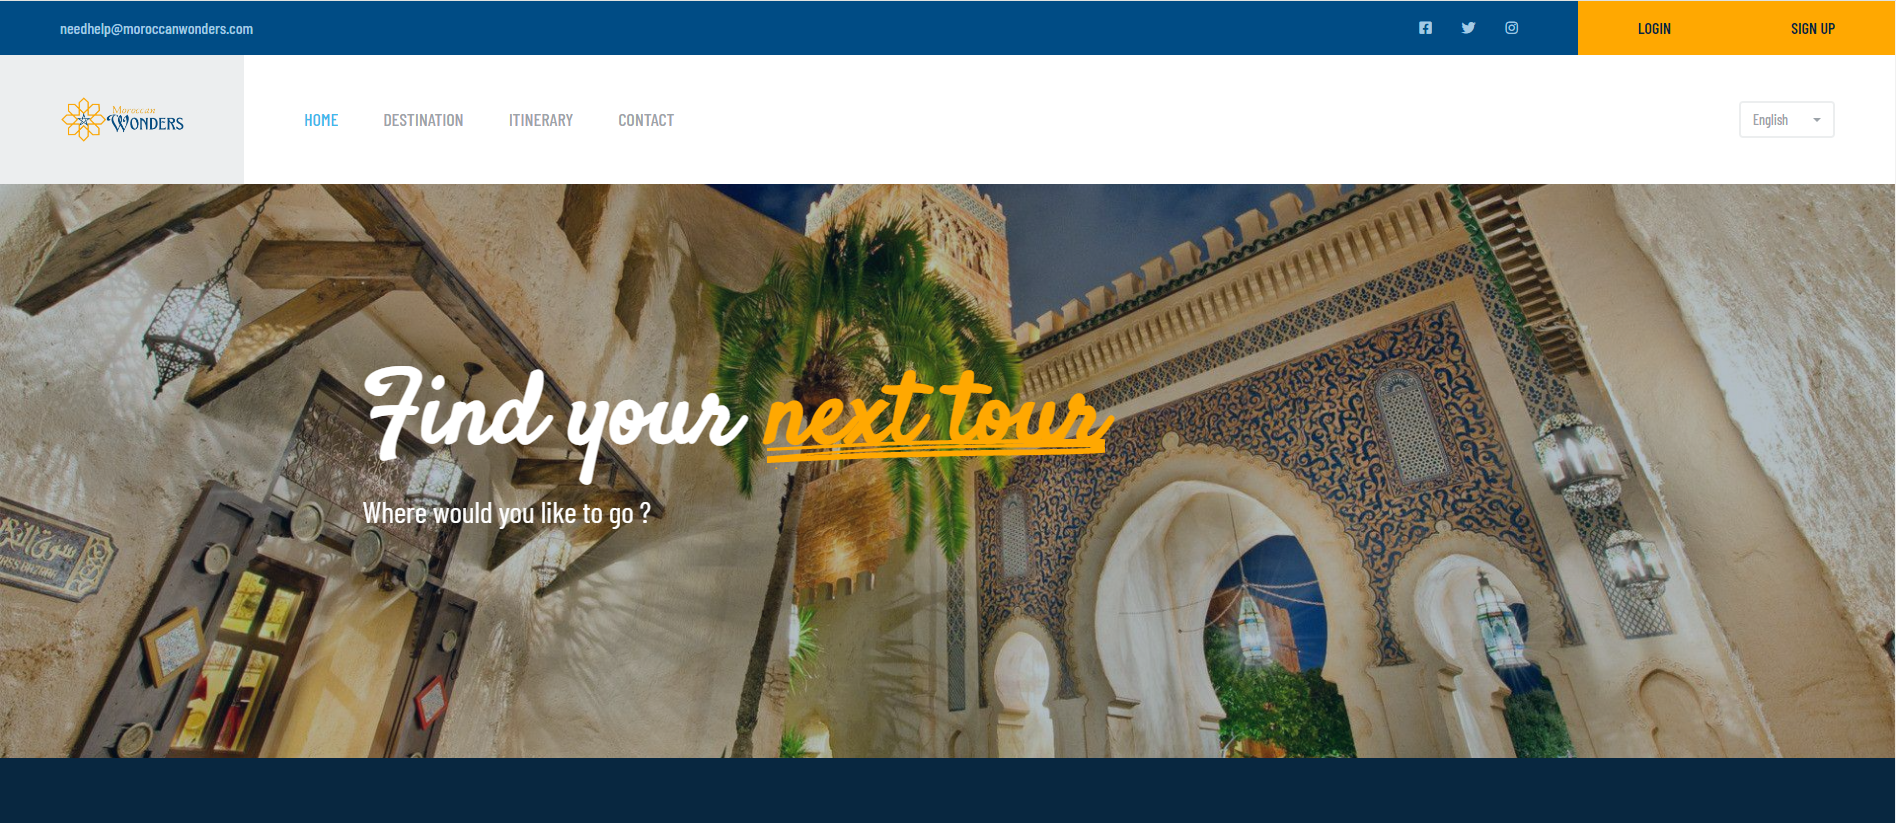 needhelp@moroccanwonders.com
LOGIN
SIGN UP
Moroccan
WONDERS
HOME
DESTINATION
ITINERARY
CONTACT
English
Find your next tour
Where would you like to go ?
سوق